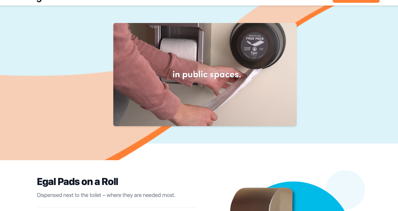 in public spaces.
Egal Pads on a Roll
Dispensed next to the toilet – where they are needed most.